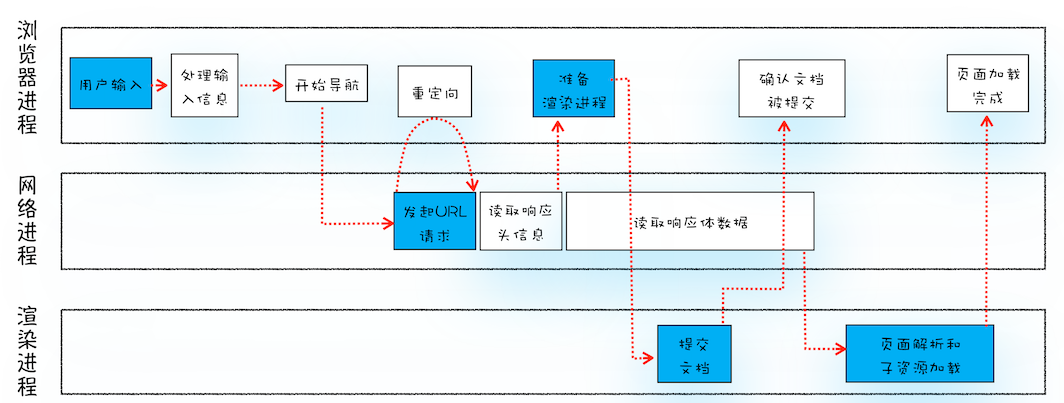 浏览器进程
用户输入
处理输
入信息
开始导航
重定向
准备
渲染进程
确认文档
被提交
页面加载
完成
网络进程
发起URL
请求
读取响应
头信息
读取响应体数据
渲染进程
提交
文档
页面解析和
子资源加载